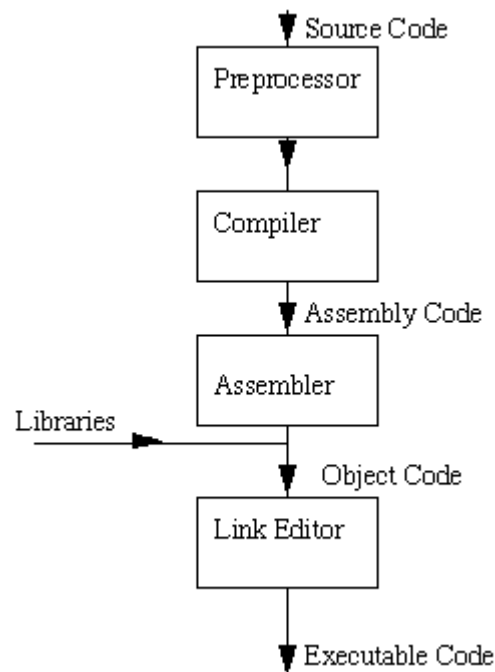 Source Code
Preprocessor
Compiler
Assembly Code
Assembler
Libraries
Object Code
Link Editor
Executable Code